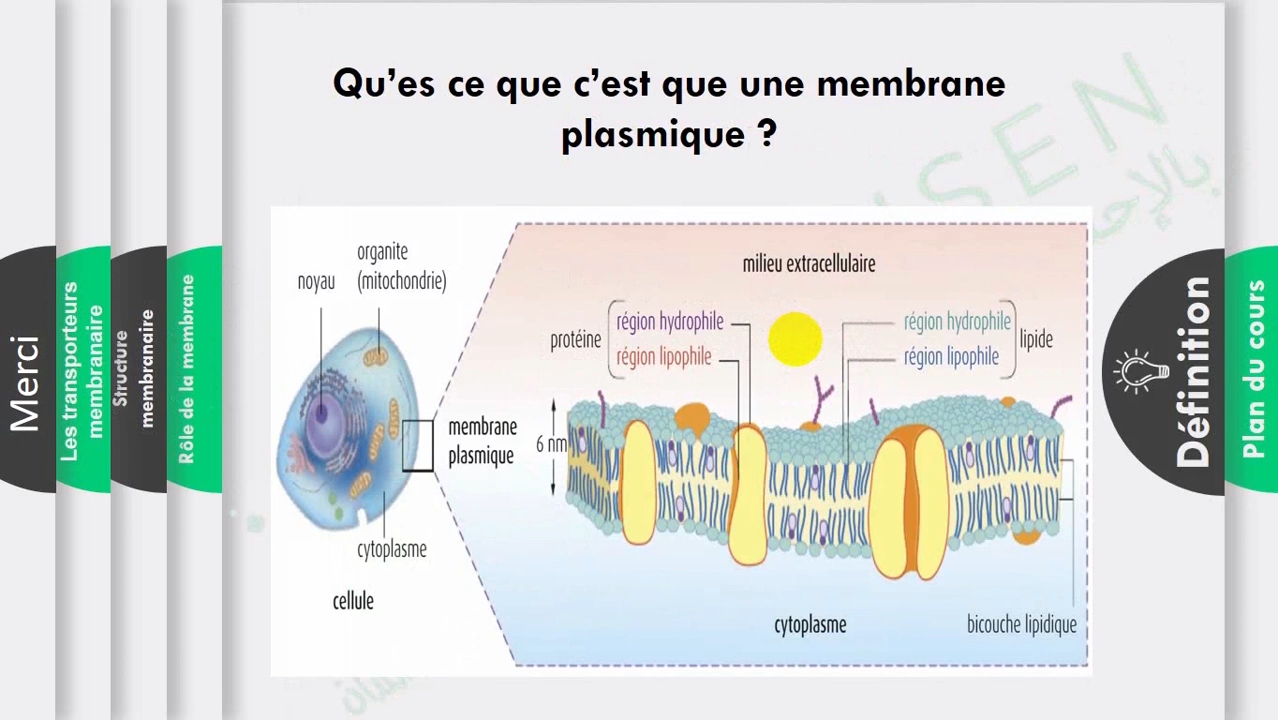 Qu’es ce que c’est que une membrane
plasmique ?
Merci
Les transporteurs
membranaire
Structure
membranaire
Rôle de la membrane
organite
(mitochondrie)
noyau
membrane
plasmique
cytoplasme
cellule
milieu extracellulaire
protéine
région hydrophile
région lipophile
région hydrophile
région lipophile
lipide
6 nm
cytoplasme
bicouche lipidique
Définition
Plan du cours
SEN